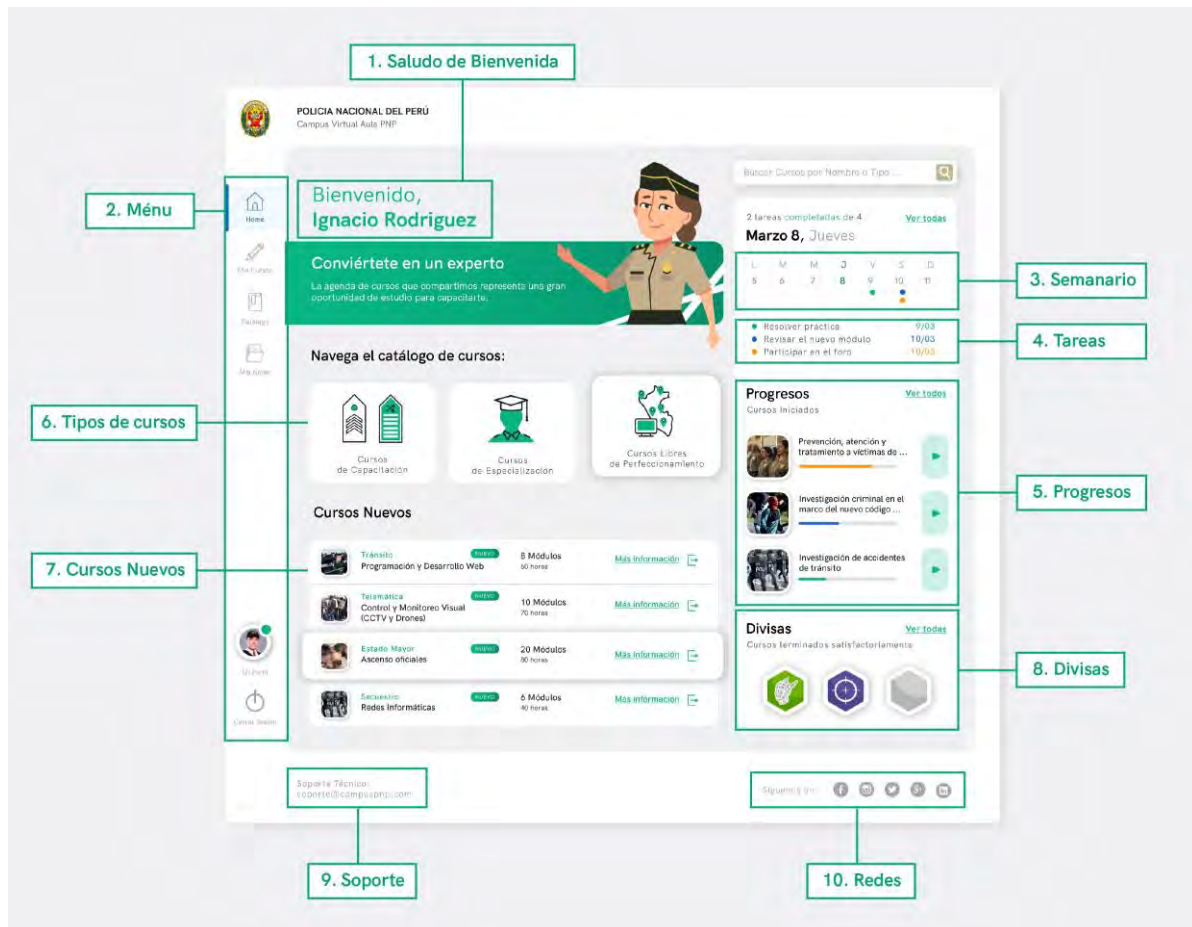 1. Saludo de Bienvenida
POLICIA NACIONAL DEL PERÚ
Campus Virtual Aula PNP
2. Ménu
Home
Mis Cursos
Cerrar Sesión
Bienvenido,
Ignacio Rodriguez
Conviértete en un experto
La agenda de cursos que compartimos representa una gran
oportunidad de estudio para capacitarte.
Buscar Cursos por Nombre o Tipo ...
2 tareas completadas de 4
Ver todas
Marzo 8, Jueves
L M M J V S D
5 6 7 8 9 10 11
3. Semanario
Resolver práctica 9/03
Revisar el nuevo módulo 10/03
Participar en el foro 10/03
4. Tareas
Navega el catálogo de cursos:
6. Tipos de cursos
Cursos
de Capacitación
Cursos
de Especialización
Cursos Libres
de Perfeccionamiento
Progresos
Ver todos
Cursos Iniciados
Prevención, atención y
tratamiento a víctimas de ...
Investigación criminal en el
marco del nuevo código ...
Investigación de accidentes
de tránsito
5. Progresos
Cursos Nuevos
7. Cursos Nuevos
Tránsito NUEVO
Programación y Desarrollo Web
8 Módulos
60 horas
Más información
Telemática NUEVO
Control y Monitoreo Visual
(CCTV y Drones)
10 Módulos
70 horas
Más información
Estado Mayor NUEVO
Ascenso oficiales
20 Módulos
80 horas
Más información
Secuestro NUEVO
Redes Informáticas
6 Módulos
40 horas
Más información
Divisas
Ver todas
Cursos terminados satisfactoriamente
8. Divisas
Soporte Técnico:
soporte@campuspnp.com
Síguenos en:
9. Soporte
10. Redes